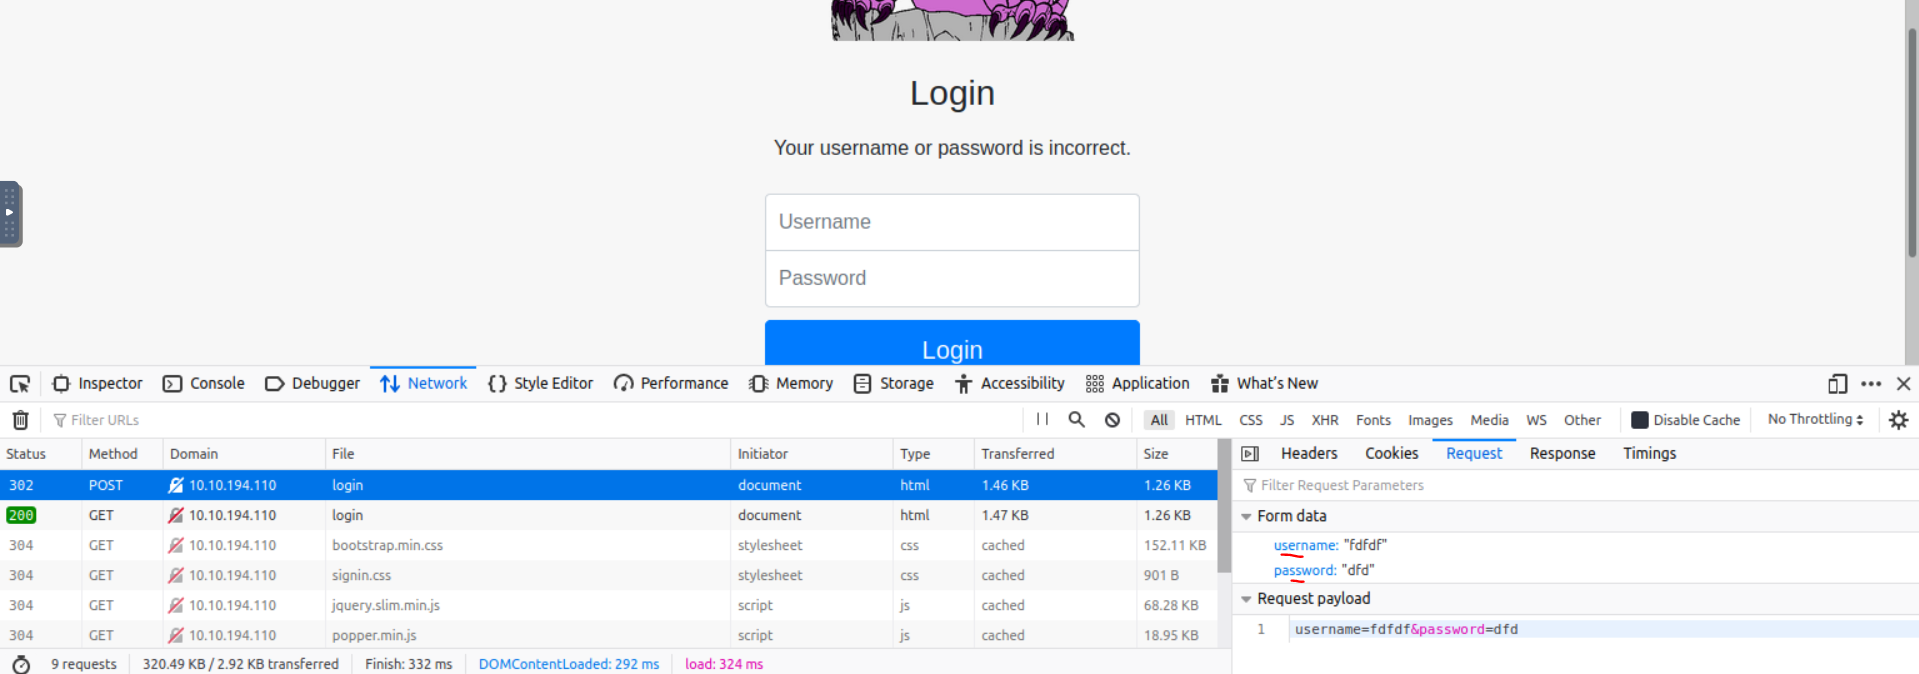 Login
Your username or password is incorrect.
Username
Password
Login
Inspector Console Debugger Network Style Editor Performance Memory Storage Accessibility Application What's New
Filter URLs All HTML CSS JS XHR Fonts Images Media WS Other Disable Cache No Throttling
Status Method Domain File Initiator Type Transferred Size
302 POST 10.10.194.110 login document html 1.46 KB 1.26 KB
200 GET 10.10.194.110 login document html 1.47 KB 1.26 KB
304 GET 10.10.194.110 bootstrap.min.css stylesheet css cached 152.11 KB
304 GET 10.10.194.110 signin.css stylesheet css cached 901 B
304 GET 10.10.194.110 jquery.slim.min.js script js cached 68.28 KB
304 GET 10.10.194.110 popper.min.js script js cached 18.95 KB
9 requests 320.49 KB / 2.92 KB transferred Finish: 332 ms DOMContentLoaded: 292 ms load: 324 ms
Headers Cookies Request Response Timings
Filter Request Parameters
Form data
username: "fdfdf"
password: "dfd"
Request payload
1 username=fdfdf&password=dfd